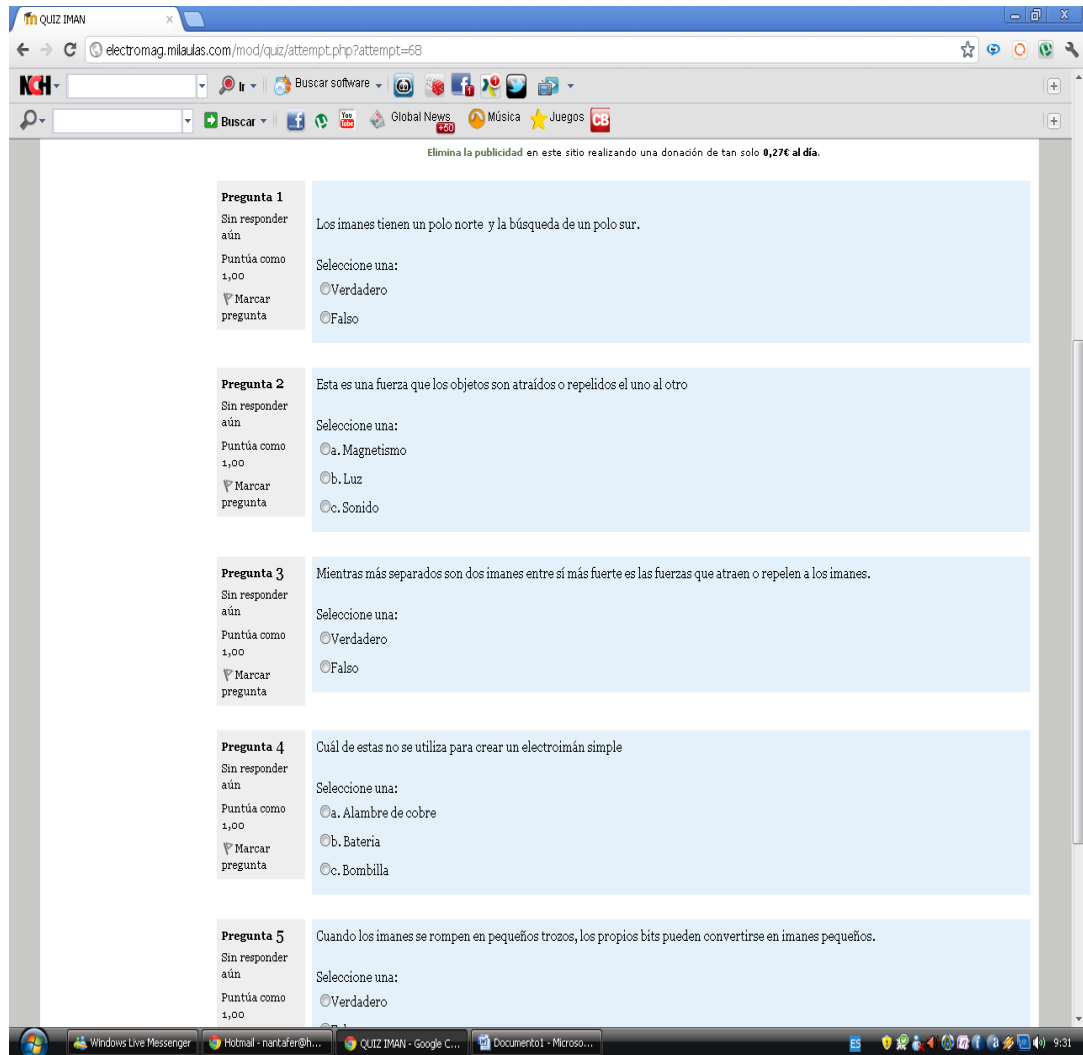 QUIZ IMAN
electromag.milaulas.com/mod/quiz/attempt.php?attempt=68
NCH Ir Buscar software
Buscar You Tube Global News +50 Música Juegos CB
Elimina la publicidad en este sitio realizando una donación de tan solo 0,27€ al día.
Pregunta 1
Sin responder
aún
Puntúa como
1,00
Marcar
pregunta
Los imanes tienen un polo norte y la búsqueda de un polo sur.
Seleccione una:
Verdadero
Falso
Pregunta 2
Sin responder
aún
Puntúa como
1,00
Marcar
pregunta
Esta es una fuerza que los objetos son atraídos o repelidos el uno al otro
Seleccione una:
a. Magnetismo
b. Luz
c. Sonido
Pregunta 3
Sin responder
aún
Puntúa como
1,00
Marcar
pregunta
Mientras más separados son dos imanes entre sí más fuerte es las fuerzas que atraen o repelen a los imanes.
Seleccione una:
Verdadero
Falso
Pregunta 4
Sin responder
aún
Puntúa como
1,00
Marcar
pregunta
Cuál de estas no se utiliza para crear un electroimán simple
Seleccione una:
a. Alambre de cobre
b. Bateria
c. Bombilla
Pregunta 5
Sin responder
aún
Puntúa como
1,00
Cuando los imanes se rompen en pequeños trozos, los propios bits pueden convertirse en imanes pequeños.
Seleccione una:
Verdadero
Windows Live Messenger Hotmail - nantafer@h... QUIZ IMAN - Google C... Documento1 - Microso... ES 9:31